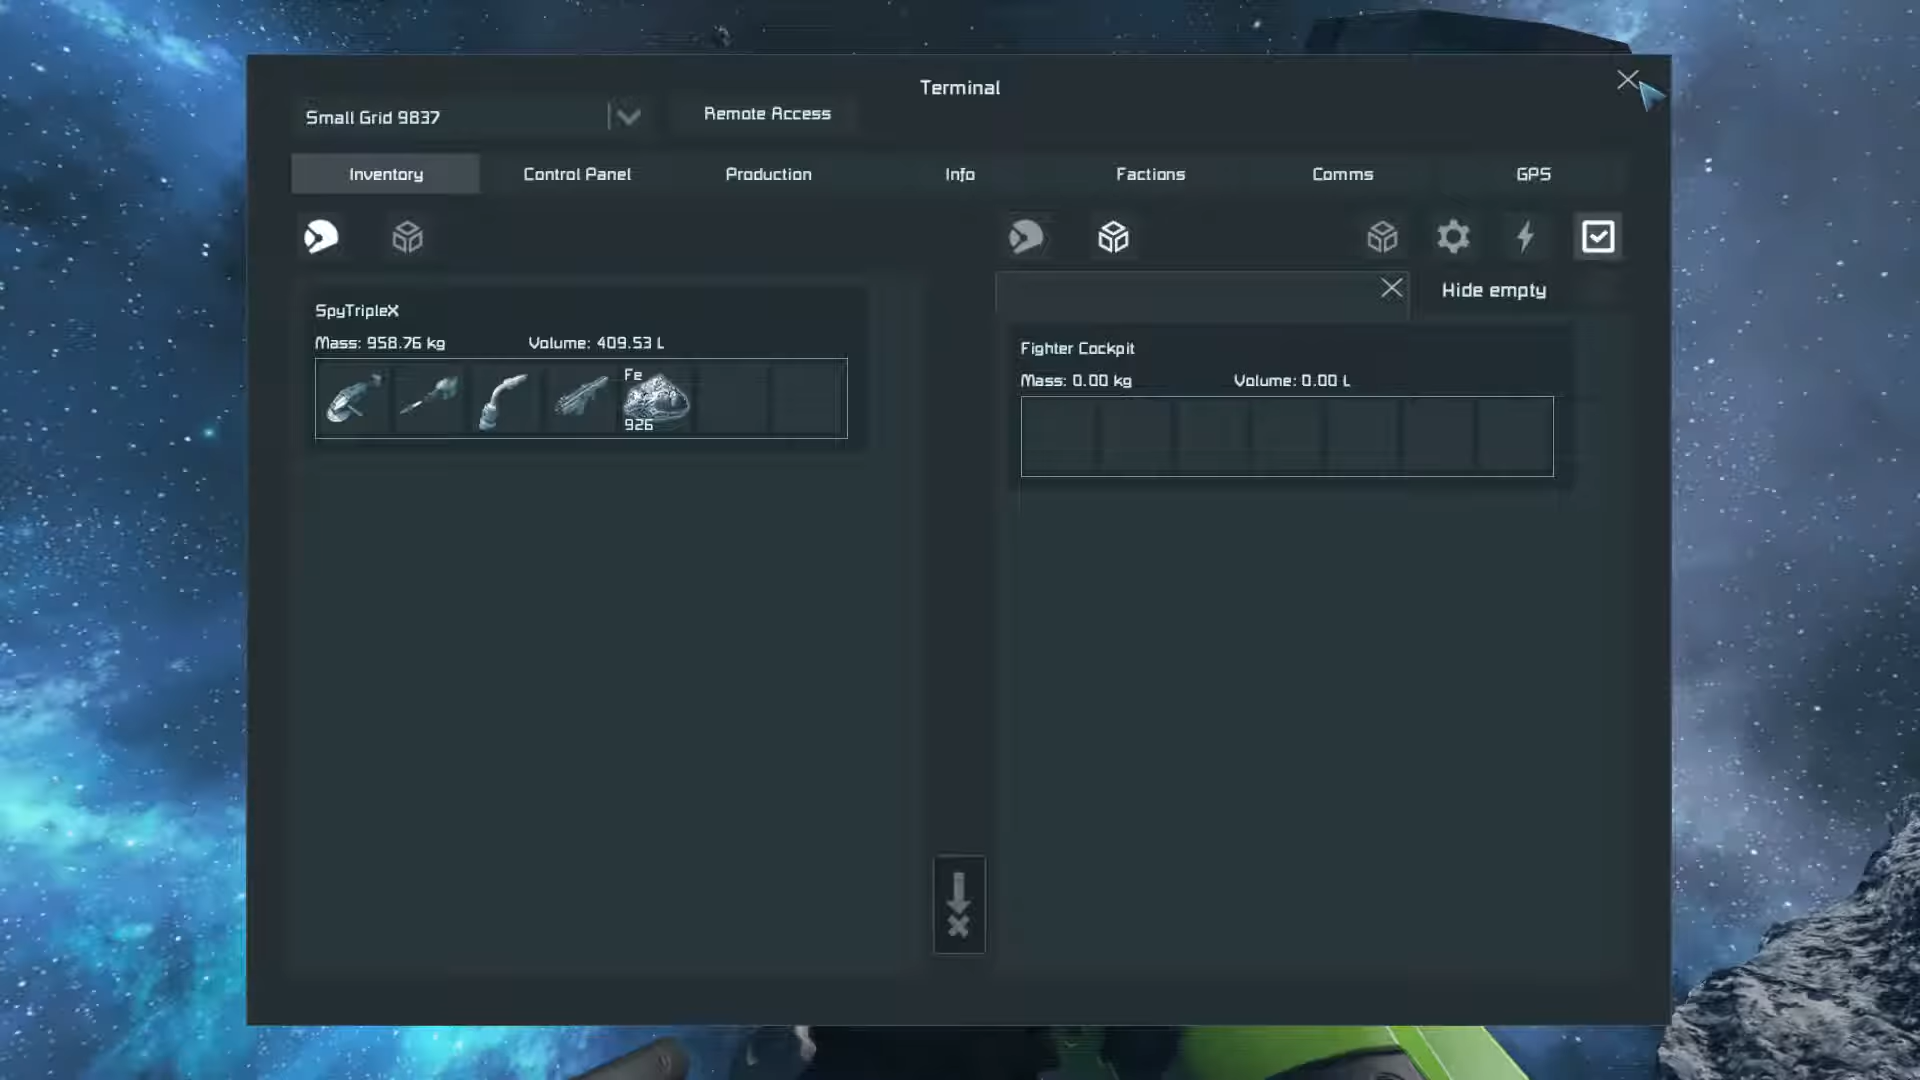 Terminal
Small Grid 9837
Remote Access
Inventory
Control Panel
Production
Info
Factions
Comms
GPS
Hide empty
SpyTripleX
Mass: 958.76 kg
Volume: 409.53 L
Fe
926
Fighter Cockpit
Mass: 0.00 kg
Volume: 0.00 L